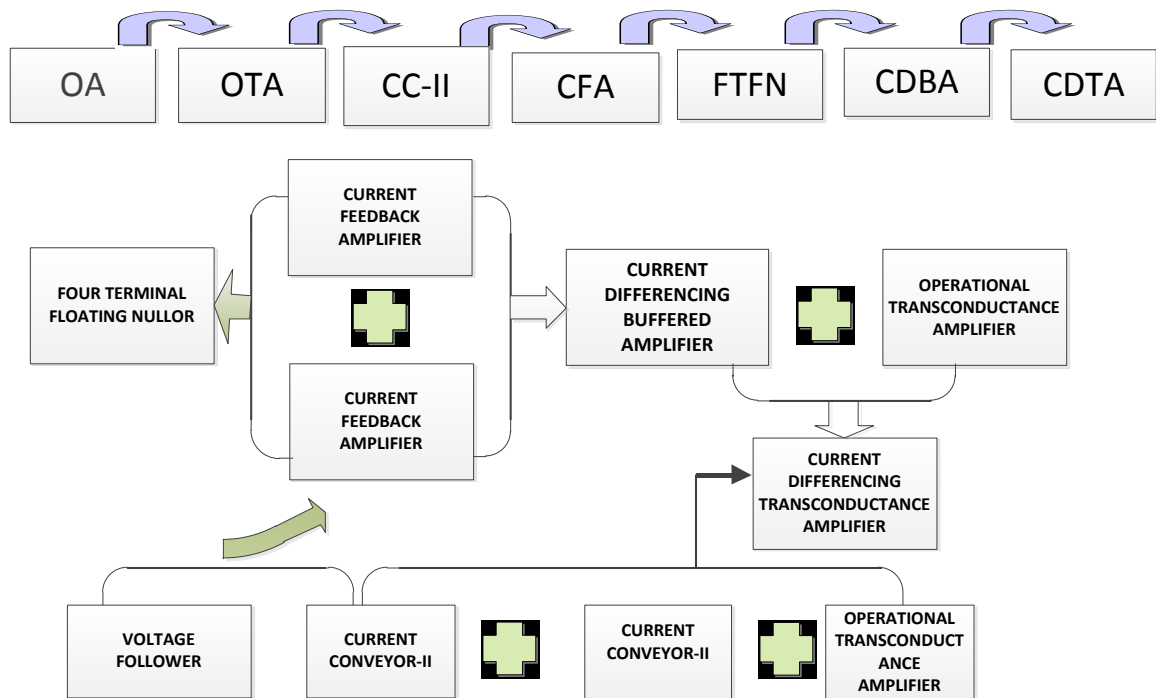 OA
OTA
CC-II
CFA
FTFN
CDBA
CDTA
CURRENT
FEEDBACK
AMPLIFIER
FOUR TERMINAL
FLOATING NULLOR
CURRENT
DIFFERENCING
BUFFERED
AMPLIFIER
OPERATIONAL
TRANSCONDUCTANCE
AMPLIFIER
CURRENT
FEEDBACK
AMPLIFIER
CURRENT
DIFFERENCING
TRANSCONDUCTANCE
AMPLIFIER
VOLTAGE
FOLLOWER
CURRENT
CONVEYOR-II
CURRENT
CONVEYOR-II
OPERATIONAL
TRANSCONDUCT
ANCE
AMPLIFIER